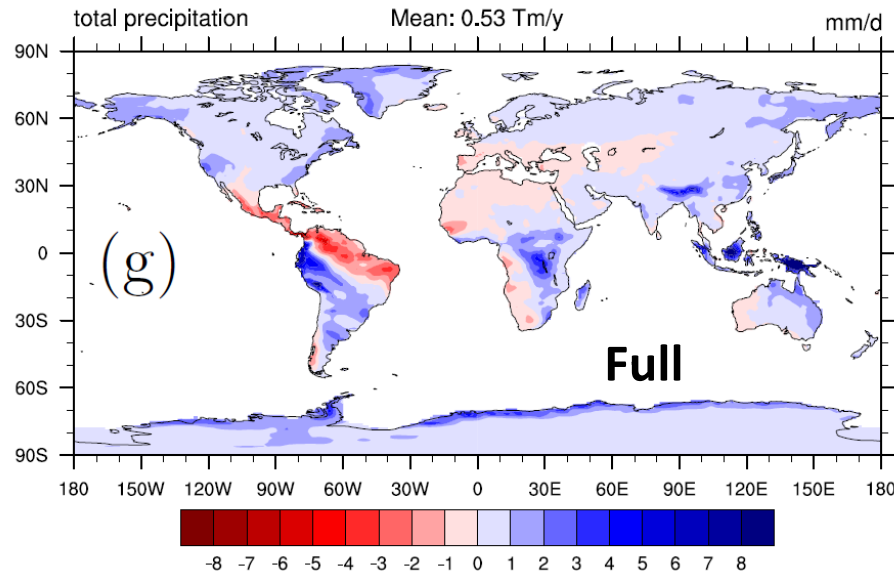 total precipitation Mean: 0.53 Tm/y mm/d
90N
60N
30N
0
30S
60S
90S
(g)
Full
180 150W 120W 90W 60W 30W 0 30E 60E 90E 120E 150E 180
-8 -7 -6 -5 -4 -3 -2 -1 0 1 2 3 4 5 6 7 8